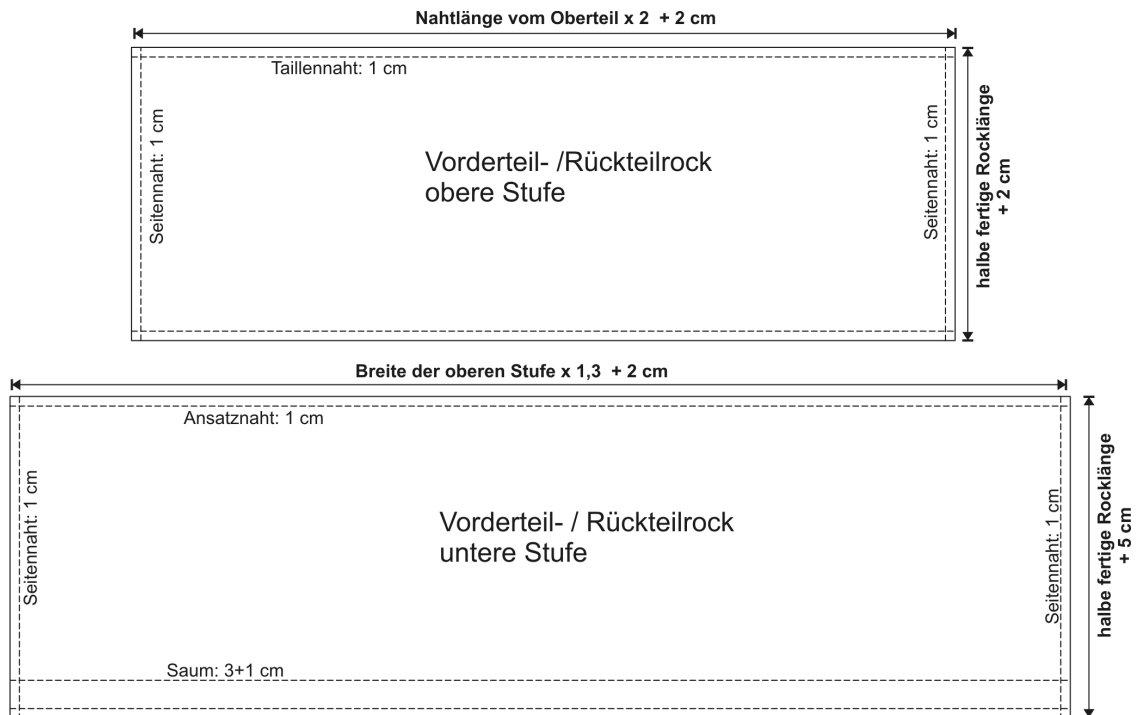 Nahtlänge vom Oberteil x 2 + 2 cm
Taillennaht: 1 cm
Seitennaht: 1 cm
Vorderteil- /Rückteilrock
obere Stufe
Seitennaht: 1 cm
halbe fertige Rocklänge
+ 2 cm
Breite der oberen Stufe x 1,3 + 2 cm
Ansatznaht: 1 cm
Seitennaht: 1 cm
Vorderteil- / Rückteilrock
untere Stufe
Seitennaht: 1 cm
halbe fertige Rocklänge
+ 5 cm
Saum: 3+1 cm